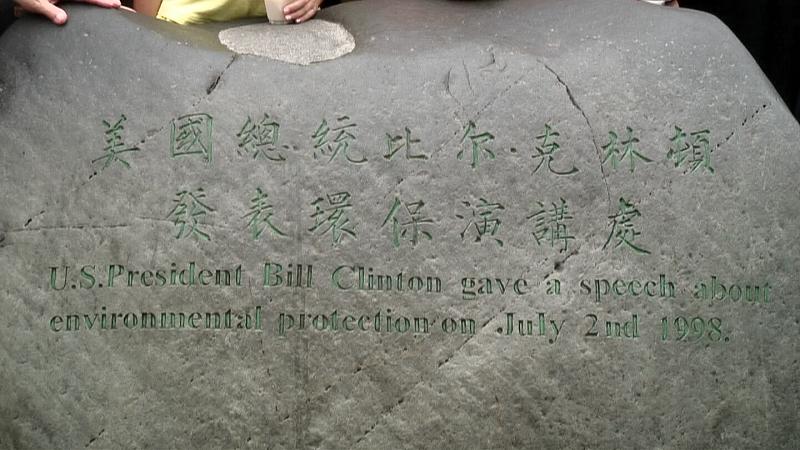 美國總統比尔·克林頓
發表環保演講處
U.S.President Bill Clinton gave a speech about
environmental protection on July 2nd 1998.